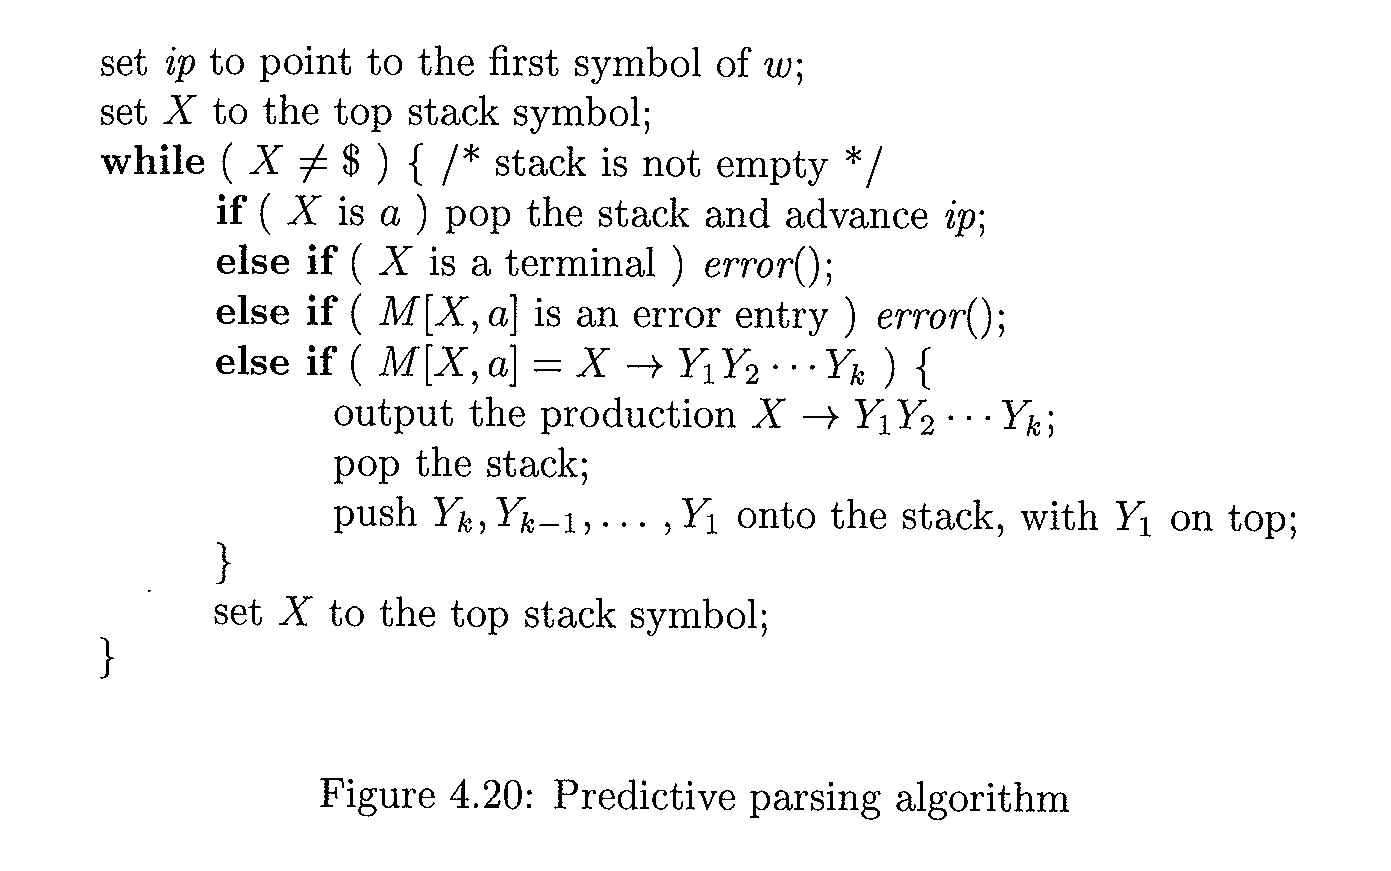 set ip to point to the first symbol of w;
set X to the top stack symbol;
while ( X ≠ $ ) { /* stack is not empty */
if ( X is a ) pop the stack and advance ip;
else if ( X is a terminal ) error();
else if ( M[X, a] is an error entry ) error();
else if ( M[X, a] = X → Y₁Y₂ ⋯ Yₖ ) {
output the production X → Y₁Y₂ ⋯ Yₖ;
pop the stack;
push Yₖ, Yₖ₋₁, . . . , Y₁ onto the stack, with Y₁ on top;
}
set X to the top stack symbol;
}
Figure 4.20: Predictive parsing algorithm